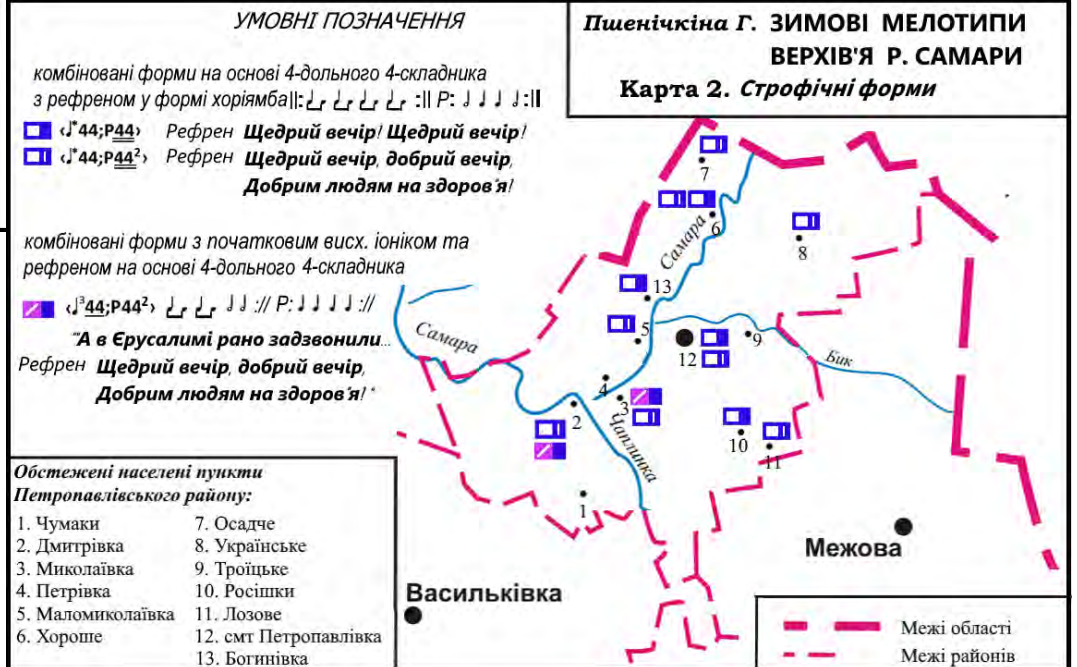 УМОВНІ ПОЗНАЧЕННЯ
комбіновані форми на основі 4-дольного 4-складника
з рефреном у формі хоріямба
‹♩*44;P44› Рефрен Щедрий вечір! Щедрий вечір!
‹♩*44;P44²› Рефрен Щедрий вечір, добрий вечір,
Добрим людям на здоров'я!
комбіновані форми з початковим висх. іоніком та
рефреном на основі 4-дольного 4-складника
‹♩³44;P44²› P:
"А в Єрусалимі рано задзвонили...
Рефрен Щедрий вечір, добрий вечір,
Добрим людям на здоров'я!"
Обстежені населені пункти
Петропавлівського району:
1. Чумаки
2. Дмитрівка
3. Миколаївка
4. Петрівка
5. Маломиколаївка
6. Хороше
7. Осадче
8. Українське
9. Троїцьке
10. Росішки
11. Лозове
12. смт Петропавлівка
13. Богинівка
Пшенічкіна Г. ЗИМОВІ МЕЛОТИПИ
ВЕРХІВ'Я Р. САМАРИ
Карта 2. Строфічні форми
7
Самара
6
8
13
5
12
9
Самара
Бик
4
3
2
Чаплинка
10
11
1
Межова
Васильківка
Межі області
Межі районів